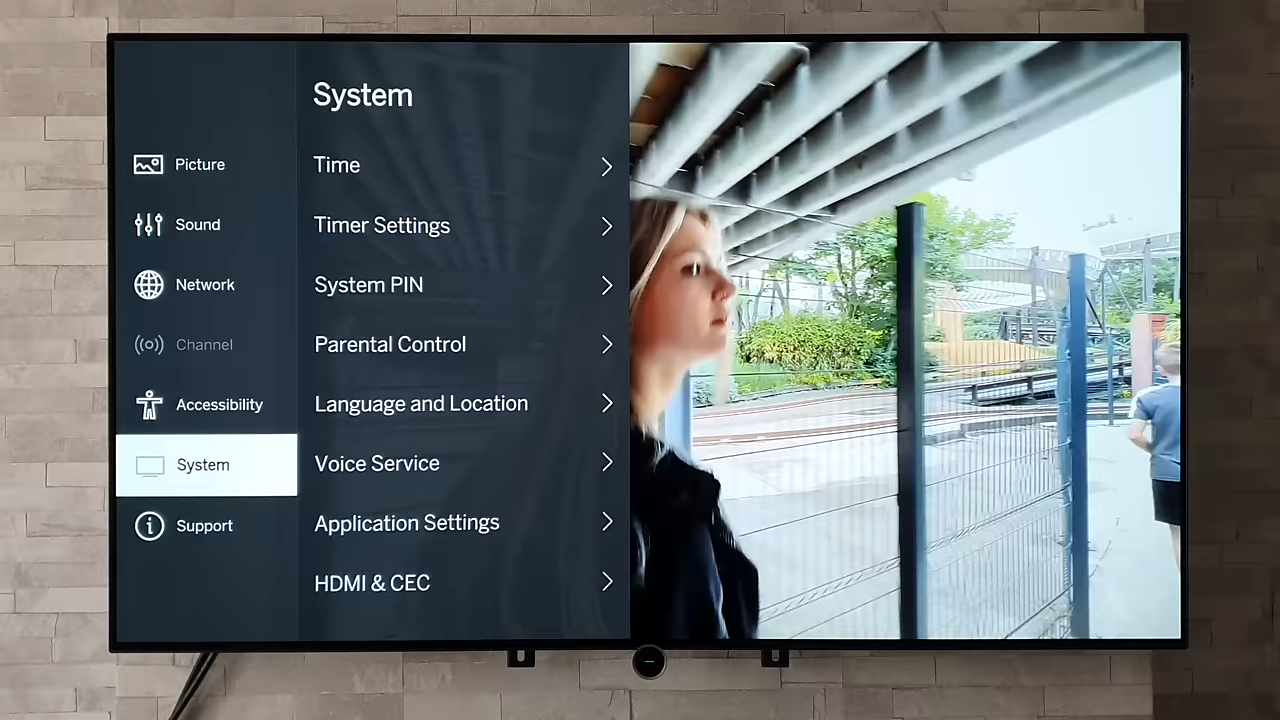 System
Picture
Sound
Network
Channel
Accessibility
System
Support
Time
Timer Settings
System PIN
Parental Control
Language and Location
Voice Service
Application Settings
HDMI & CEC